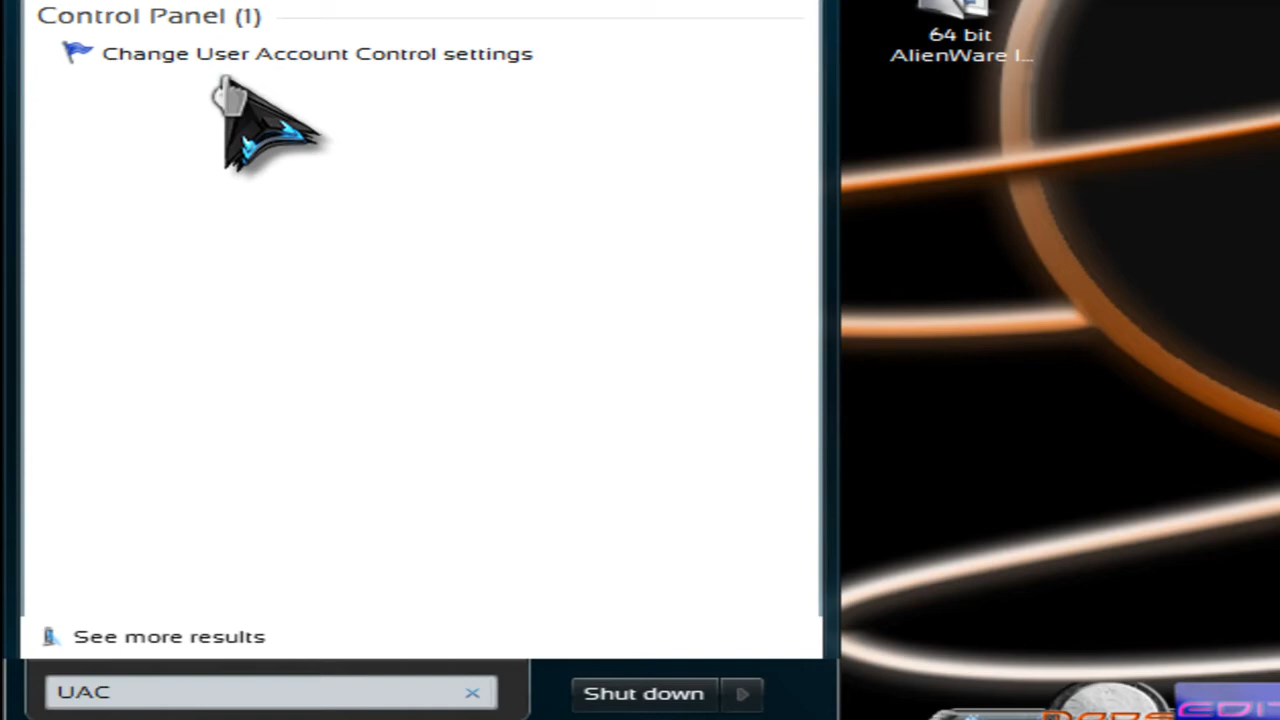 Control Panel (1)
Change User Account Control settings
64 bit
AlienWare I...
See more results
UAC
Shut down